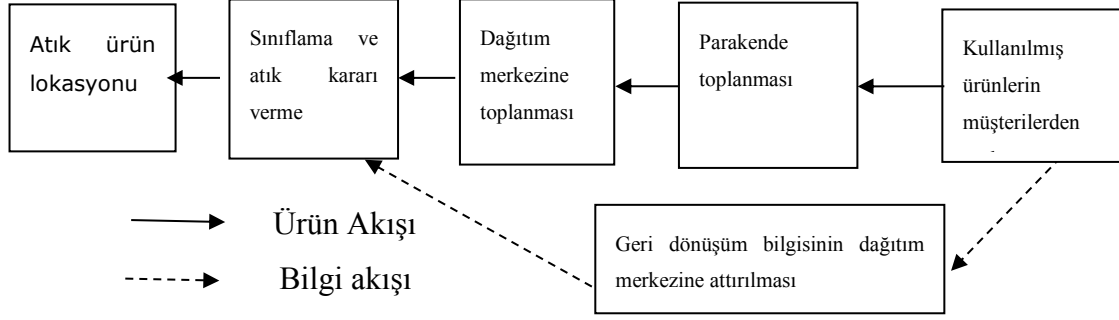 Atık ürün
lokasyonu
Sınıflama ve
atık kararı
verme
Dağıtım
merkezine
toplanması
Parakende
toplanması
Kullanılmış
ürünlerin
müşterilerden
Ürün Akışı
Bilgi akışı
Geri dönüşüm bilgisinin dağıtım
merkezine attırılması